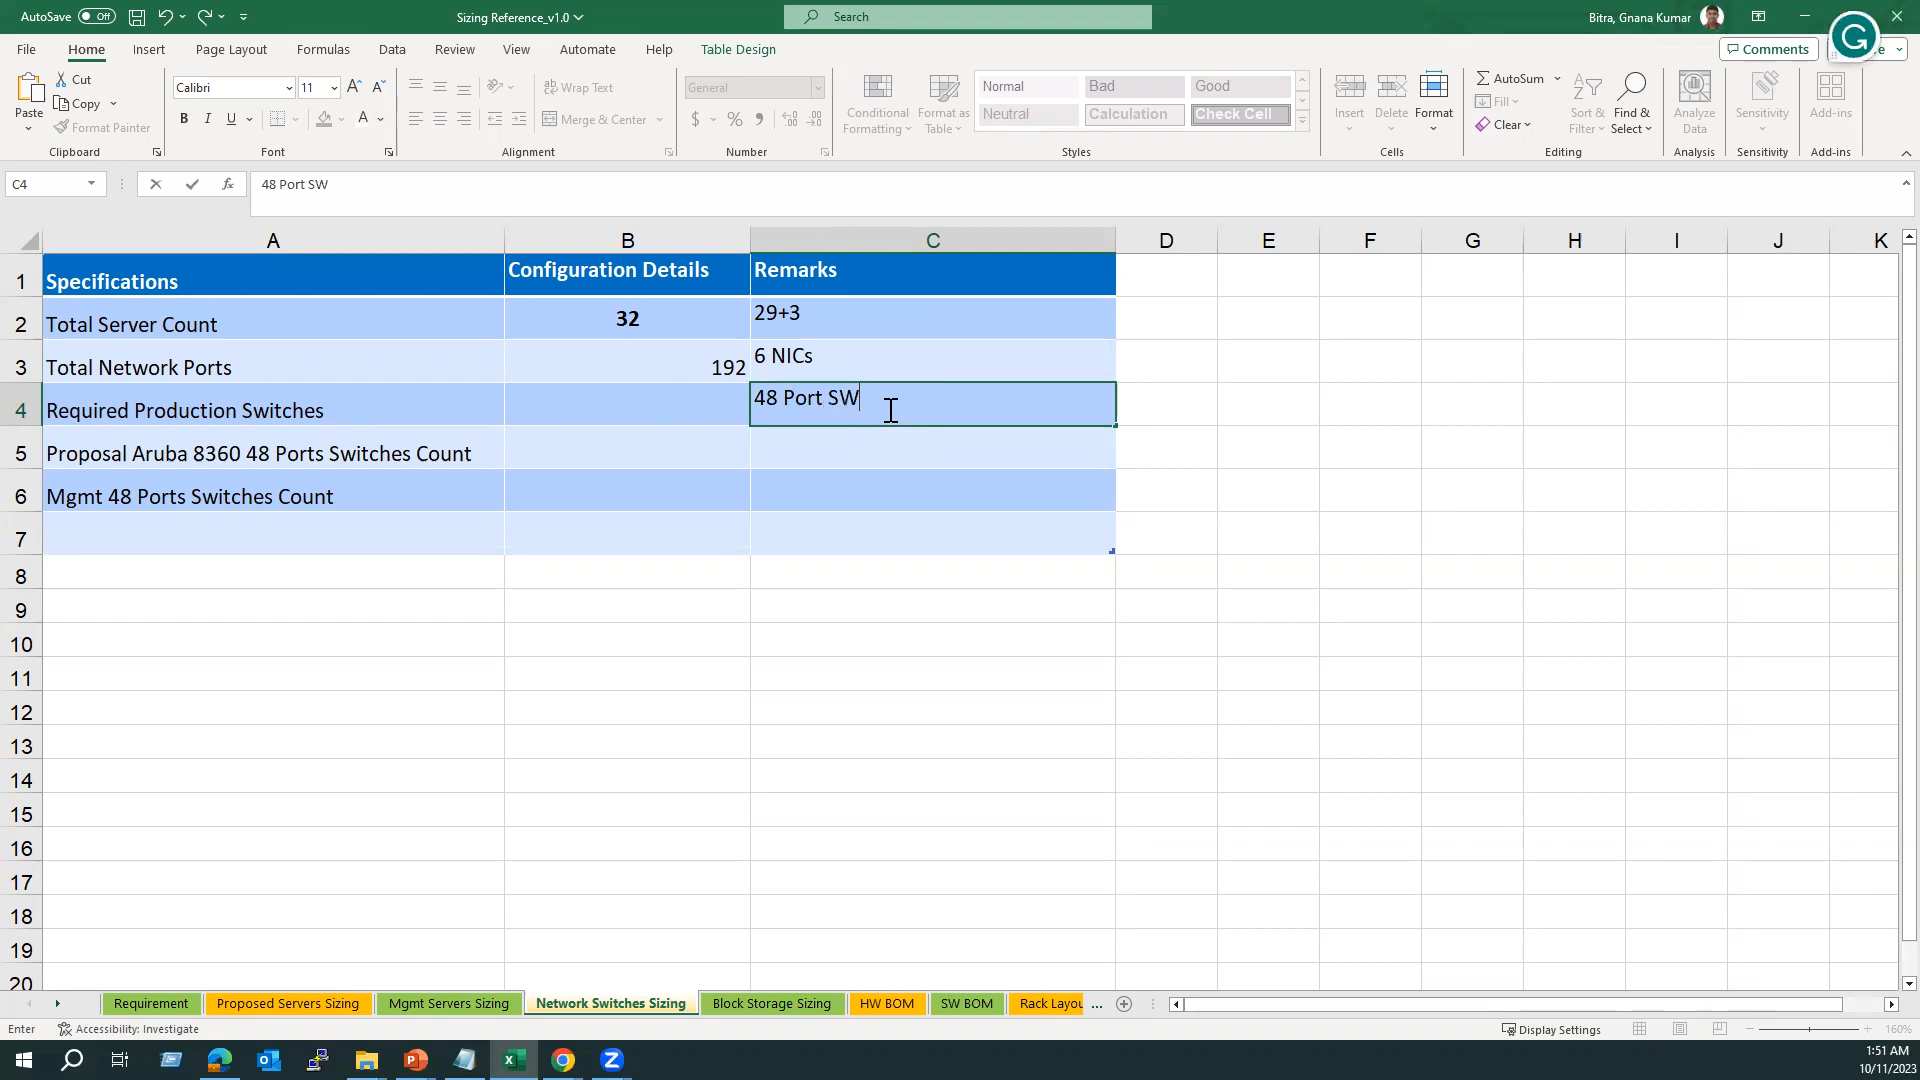 AutoSave Off Sizing Reference_v1.0 Search Bitra, Gnana Kumar
File Home Insert Page Layout Formulas Data Review View Automate Help Table Design Comments
Paste Cut Copy Format Painter Clipboard
Calibri 11 B I U A Font
Wrap Text Merge & Center Alignment
General $ % Number
Conditional Formatting Format as Table Normal Bad Good Neutral Calculation Check Cell Styles
Insert Delete Format Cells
AutoSum Fill Clear Sort & Filter Find & Select Editing
Analyze Data Analysis Sensitivity Sensitivity Add-ins Add-ins
C4 fx 48 Port SW
A B C D E F G H I J K
1 Specifications Configuration Details Remarks
2 Total Server Count 32 29+3
3 Total Network Ports 192 6 NICs
4 Required Production Switches 48 Port SW
5 Proposal Aruba 8360 48 Ports Switches Count
6 Mgmt 48 Ports Switches Count
7
8
9
10
11
12
13
14
15
16
17
18
19
20
Requirement Proposed Servers Sizing Mgmt Servers Sizing Network Switches Sizing Block Storage Sizing HW BOM SW BOM Rack Layou ...
Enter Accessibility: Investigate Display Settings 160%
1:51 AM
10/11/2023